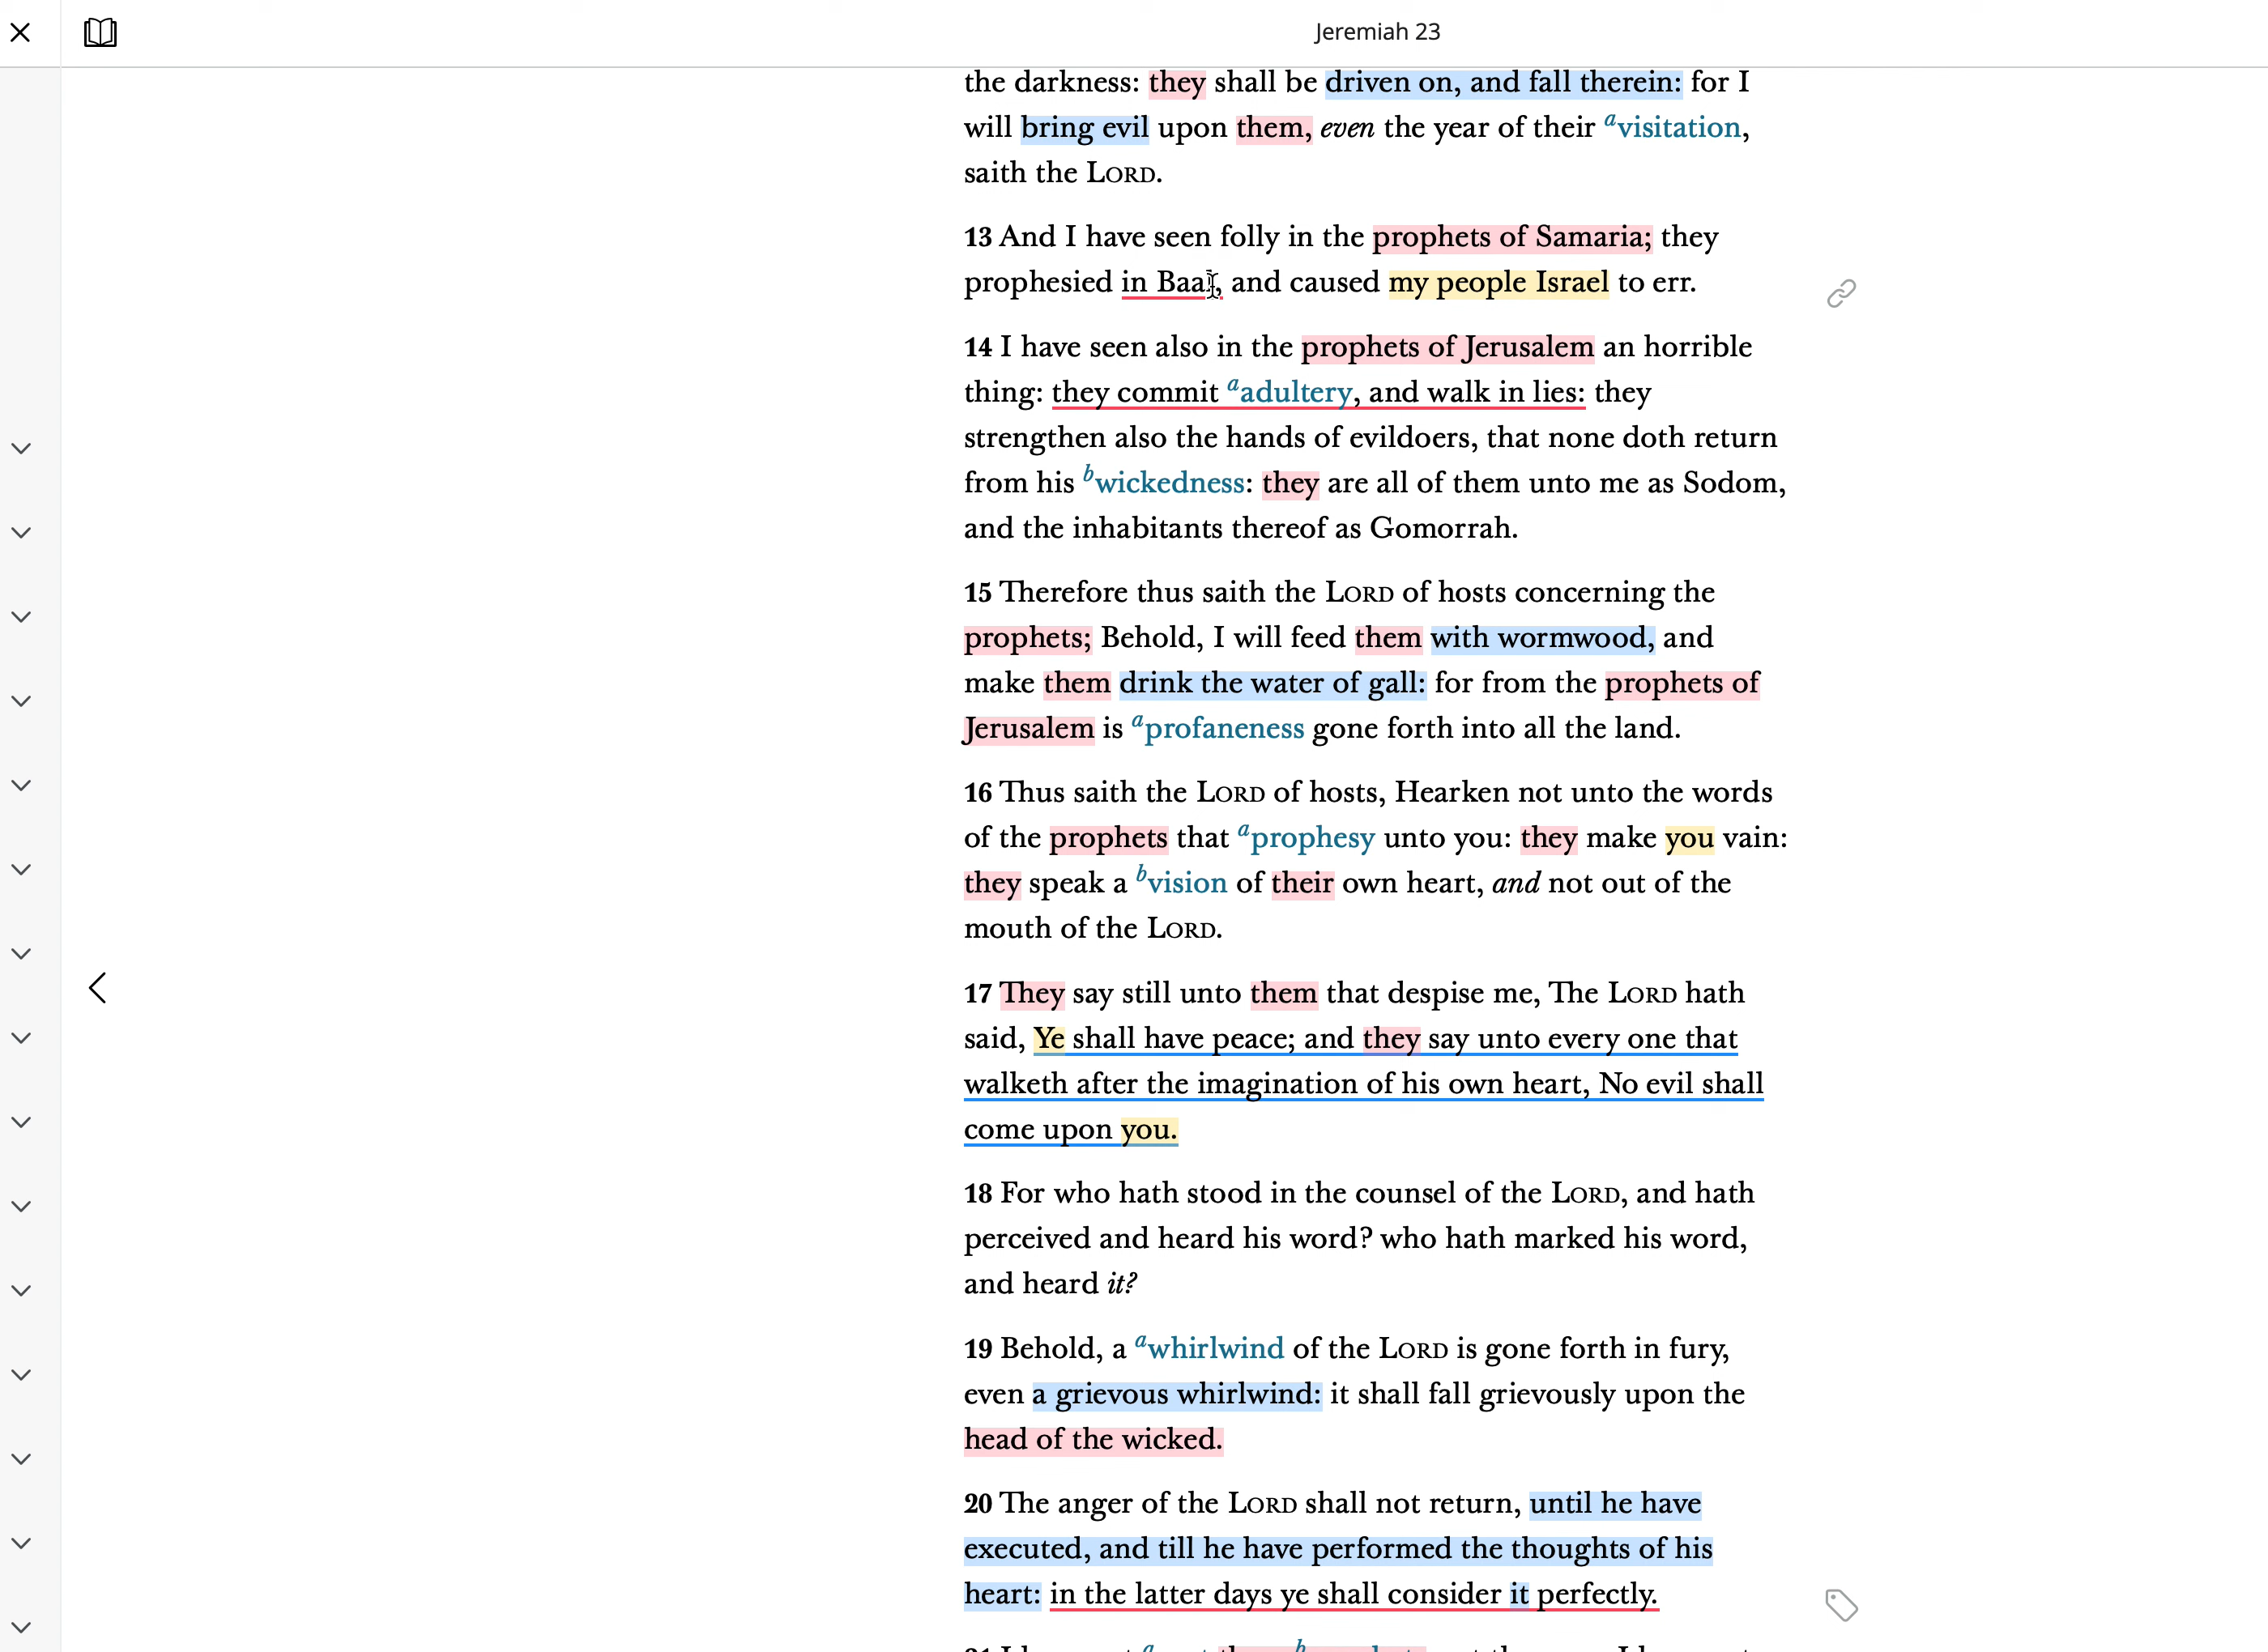 Jeremiah 23
the darkness: they shall be driven on, and fall therein: for I
will bring evil upon them, even the year of their a visitation,
saith the LORD.
13 And I have seen folly in the prophets of Samaria; they
prophesied in Baal, and caused my people Israel to err.
14 I have seen also in the prophets of Jerusalem an horrible
thing: they commit a adultery, and walk in lies: they
strengthen also the hands of evildoers, that none doth return
from his b wickedness: they are all of them unto me as Sodom,
and the inhabitants thereof as Gomorrah.
15 Therefore thus saith the LORD of hosts concerning the
prophets; Behold, I will feed them with wormwood, and
make them drink the water of gall: for from the prophets of
Jerusalem is a profaneness gone forth into all the land.
16 Thus saith the LORD of hosts, Hearken not unto the words
of the prophets that a prophesy unto you: they make you vain:
they speak a b vision of their own heart, and not out of the
mouth of the LORD.
17 They say still unto them that despise me, The LORD hath
said, Ye shall have peace; and they say unto every one that
walketh after the imagination of his own heart, No evil shall
come upon you.
18 For who hath stood in the counsel of the LORD, and hath
perceived and heard his word? who hath marked his word,
and heard it?
19 Behold, a a whirlwind of the LORD is gone forth in fury,
even a grievous whirlwind: it shall fall grievously upon the
head of the wicked.
20 The anger of the LORD shall not return, until he have
executed, and till he have performed the thoughts of his
heart: in the latter days ye shall consider it perfectly.